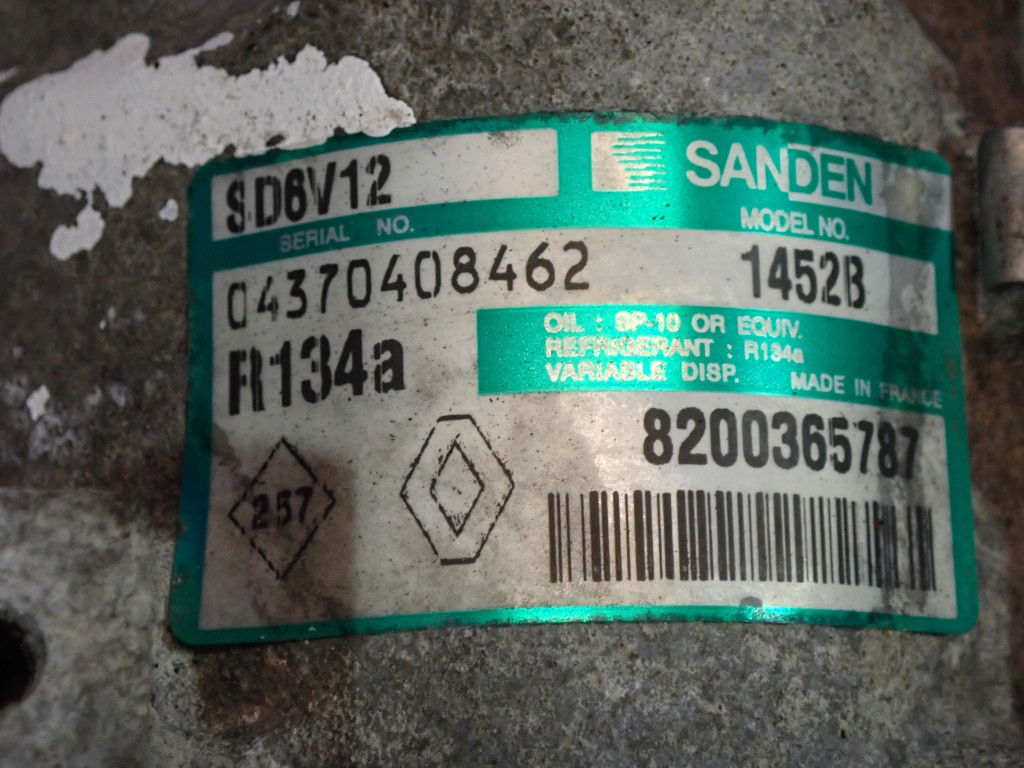 SD6V12
SANDEN
SERIAL NO.
MODEL NO.
04370408462
1452B
R134a
OIL : SP-10 OR EQUIV.
REFRIGERANT : R134a
VARIABLE DISP.
MADE IN FRANCE
8200365787
257